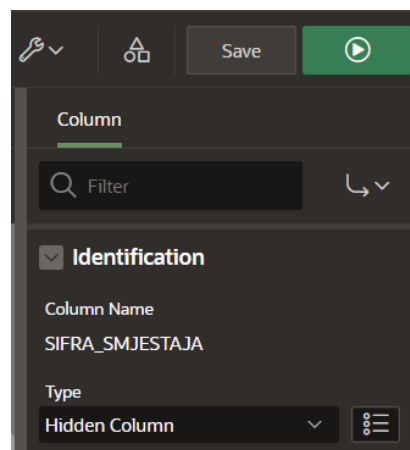 Save
Column
Filter
Identification
Column Name
SIFRA_SMJESTAJA
Type
Hidden Column